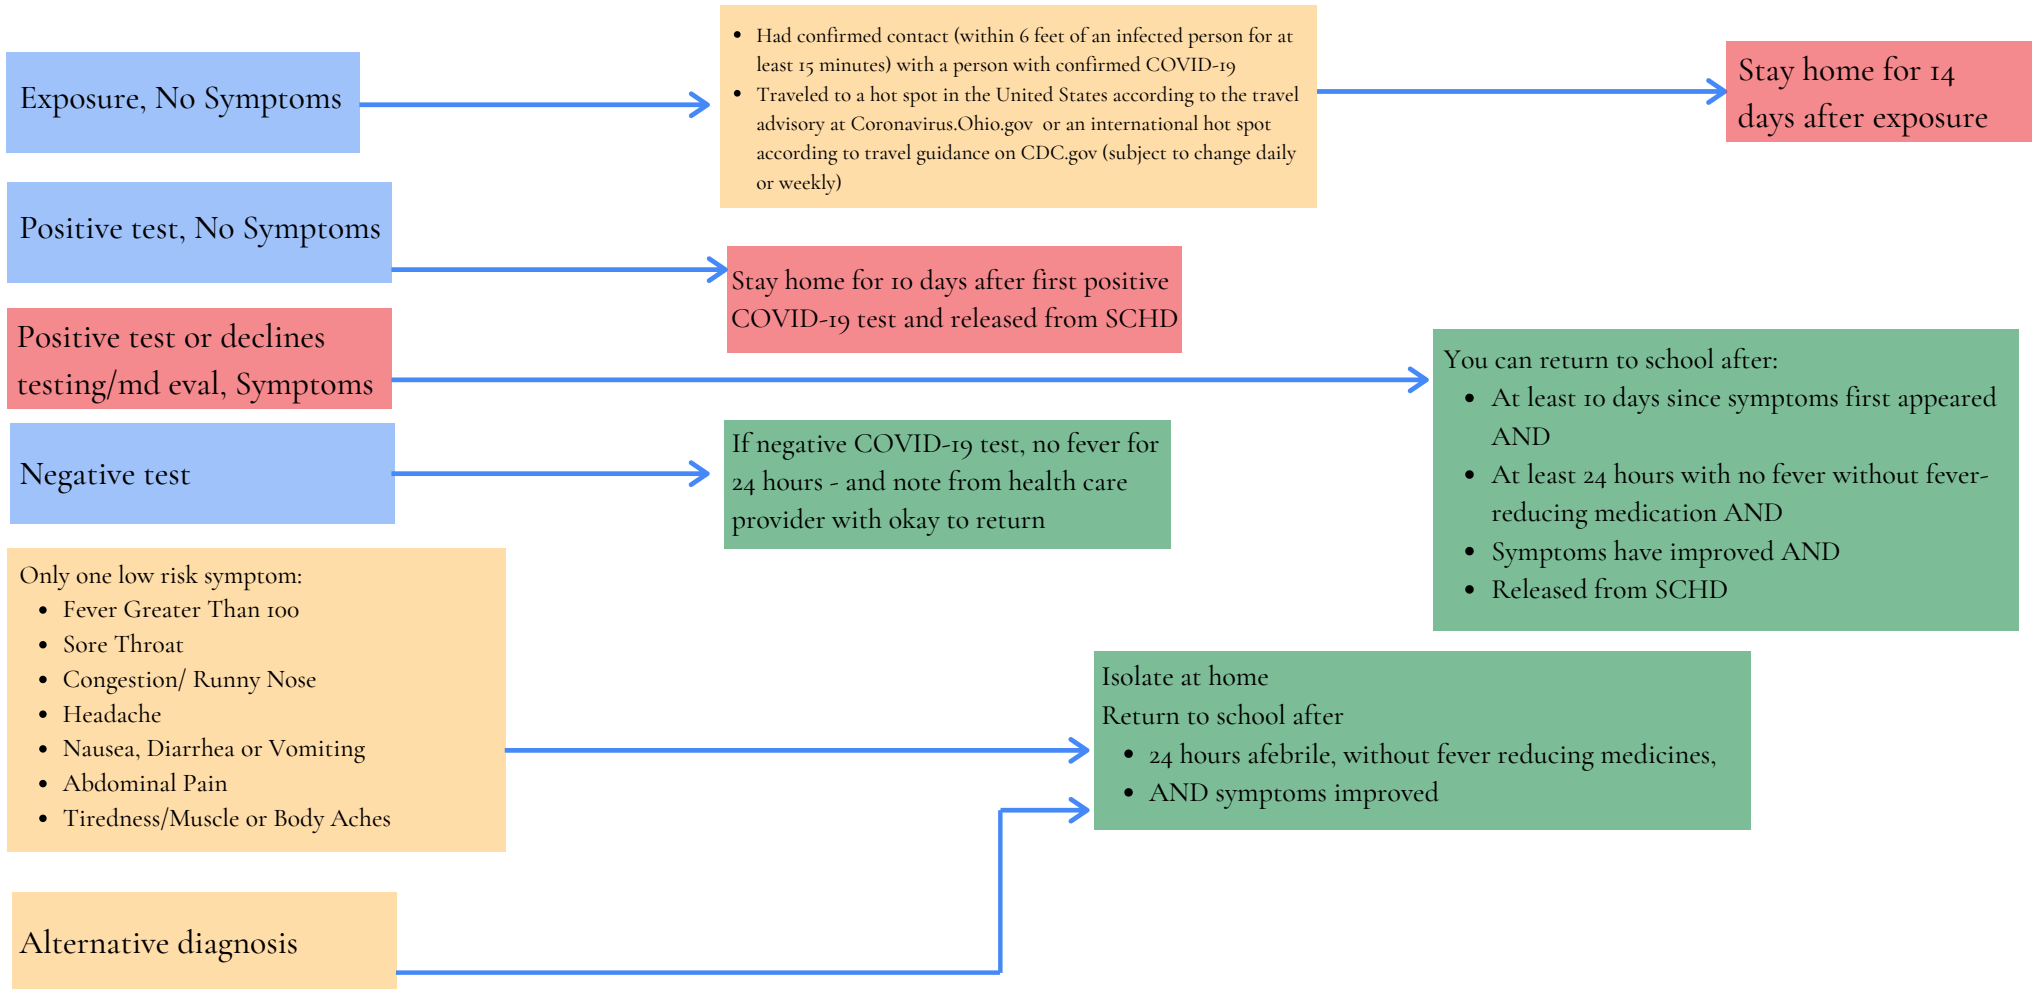 Exposure, No Symptoms
• Had confirmed contact (within 6 feet of an infected person for at
least 15 minutes) with a person with confirmed COVID-19
• Traveled to a hot spot in the United States according to the travel
advisory at Coronavirus.Ohio.gov or an international hot spot
according to travel guidance on CDC.gov (subject to change daily
or weekly)
Stay home for 14
days after exposure
Positive test, No Symptoms
Stay home for 10 days after first positive
COVID-19 test and released from SCHD
Positive test or declines
testing/md eval, Symptoms
You can return to school after:
• At least 10 days since symptoms first appeared
AND
• At least 24 hours with no fever without fever-
reducing medication AND
• Symptoms have improved AND
• Released from SCHD
Negative test
If negative COVID-19 test, no fever for
24 hours - and note from health care
provider with okay to return
Only one low risk symptom:
• Fever Greater Than 100
• Sore Throat
• Congestion/ Runny Nose
• Headache
• Nausea, Diarrhea or Vomiting
• Abdominal Pain
• Tiredness/Muscle or Body Aches
Isolate at home
Return to school after
• 24 hours afebrile, without fever reducing medicines,
• AND symptoms improved
Alternative diagnosis